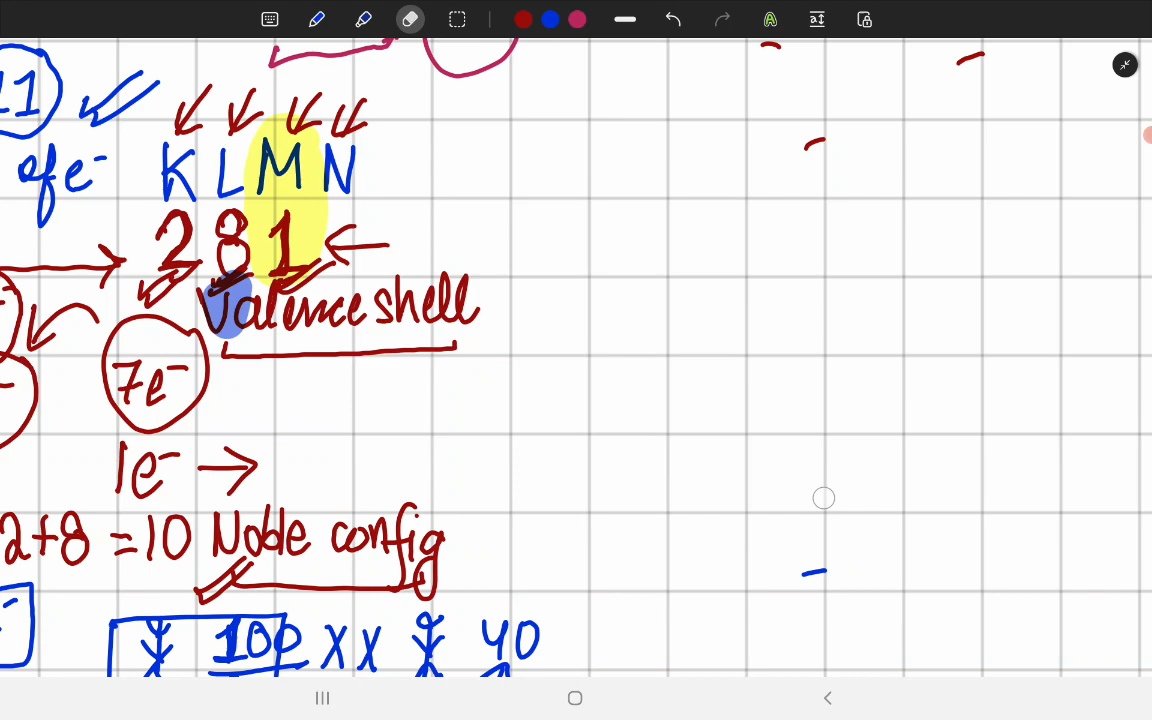 11
of e⁻ K L M N
2 8 1
Valence shell
7e⁻
1e⁻ →
2+8 =10 Noble config
100 X X 40